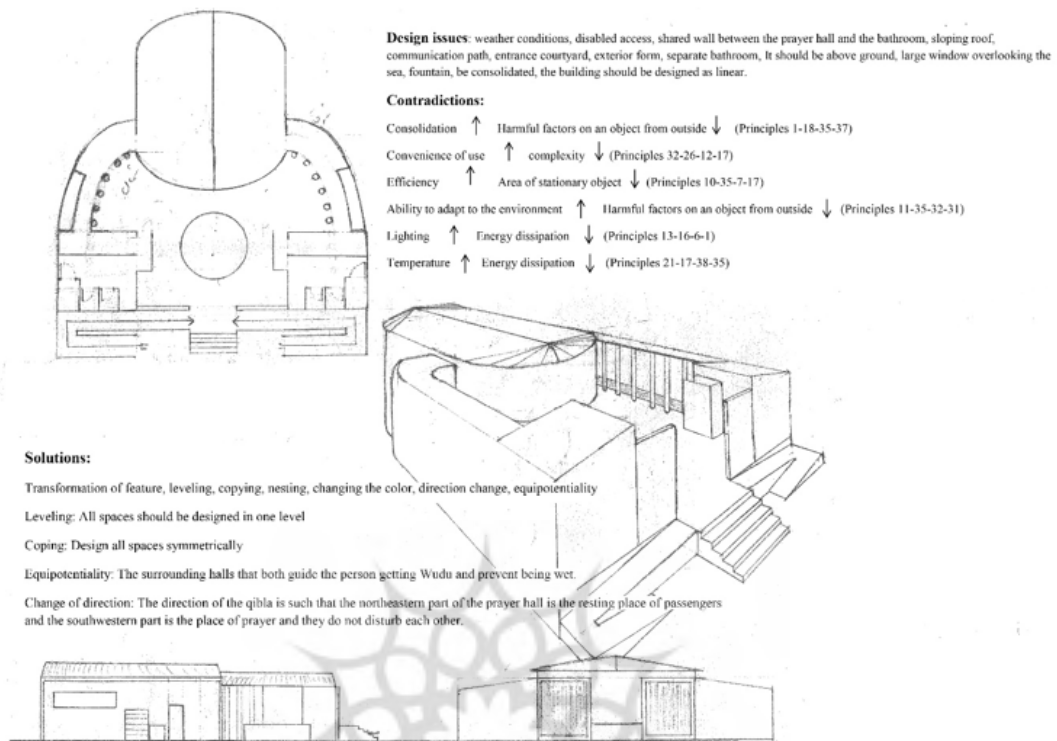 Design issues: weather conditions, disabled access, shared wall between the prayer hall and the bathroom, sloping roof,
communication path, entrance courtyard, exterior form, separate bathroom, It should be above ground, large window overlooking the
sea, fountain, be consolidated, the building should be designed as linear.
Contradictions:
Consolidation ↑ Harmful factors on an object from outside ↓ (Principles 1-18-35-37)
Convenience of use ↑ complexity ↓ (Principles 32-26-12-17)
Efficiency ↑ Area of stationary object ↓ (Principles 10-35-7-17)
Ability to adapt to the environment ↑ Harmful factors on an object from outside ↓ (Principles 11-35-32-31)
Lighting ↑ Energy dissipation ↓ (Principles 13-16-6-1)
Temperature ↑ Energy dissipation ↓ (Principles 21-17-38-35)
Solutions:
Transformation of feature, leveling, copying, nesting, changing the color, direction change, equipotentiality
Leveling: All spaces should be designed in one level
Coping: Design all spaces symmetrically
Equipotentiality: The surrounding halls that both guide the person getting Wudu and prevent being wet.
Change of direction: The direction of the qibla is such that the northeastern part of the prayer hall is the resting place of passengers
and the southwestern part is the place of prayer and they do not disturb each other.